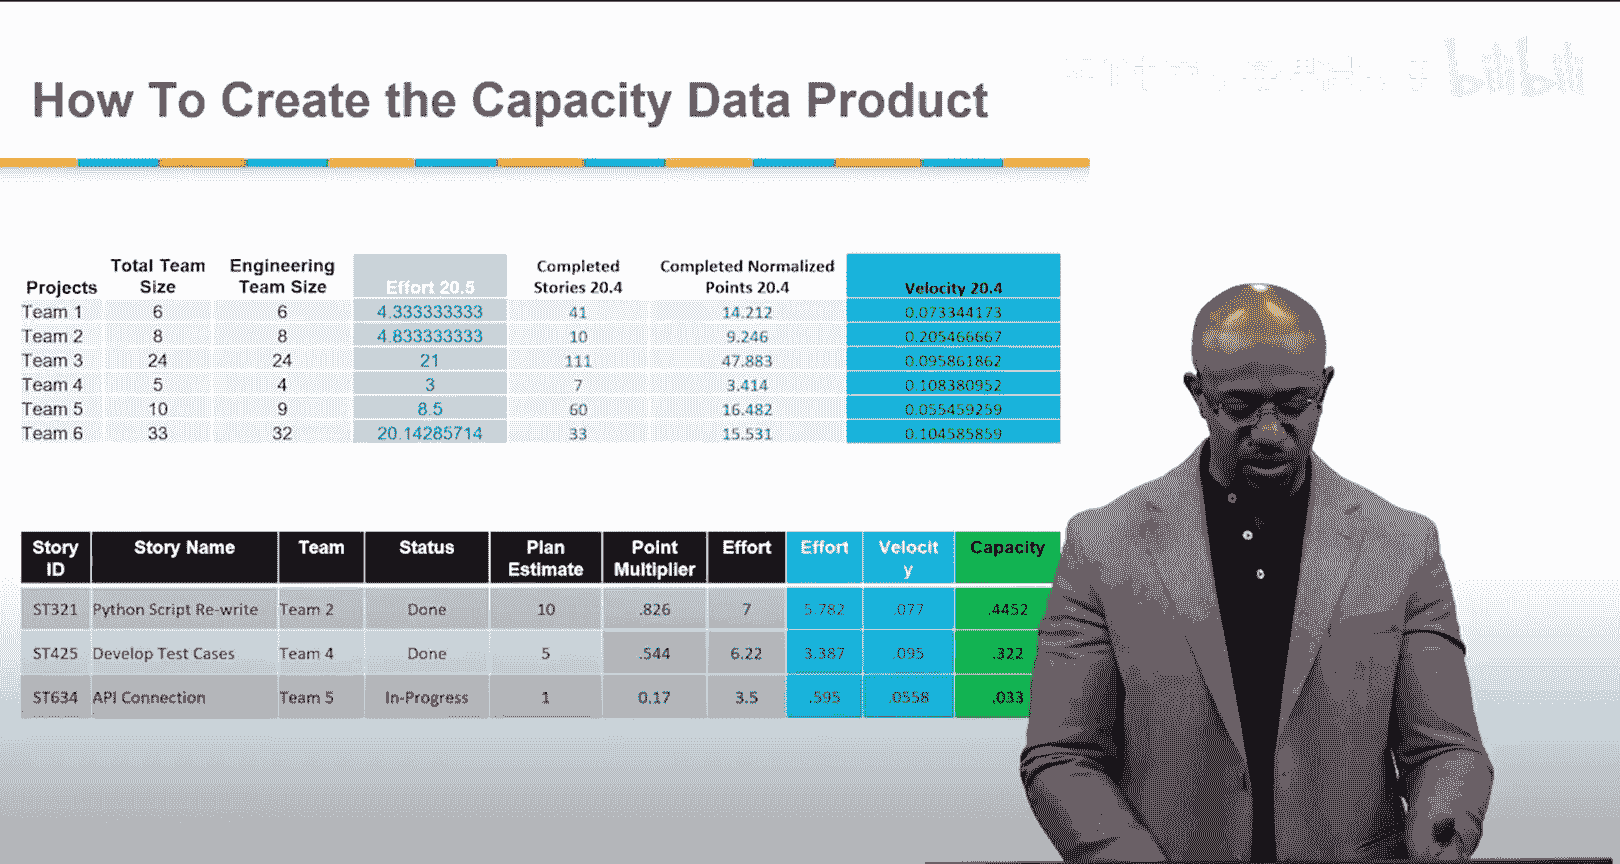 How To Create the Capacity Data Product
bilibili
Projects Total Team Size Engineering Team Size Effort 20.5 Completed Stories 20.4 Completed Normalized Points 20.4 Velocity 20.4
Team 1 6 6 4.333333333 41 14.212 0.073344173
Team 2 8 8 4.833333333 10 9.246 0.205466667
Team 3 24 24 21 111 47.883 0.095861862
Team 4 5 4 3 7 3.414 0.108380952
Team 5 10 9 8.5 60 16.482 0.055459259
Team 6 33 32 20.14285714 33 15.531 0.104585859
Story ID Story Name Team Status Plan Estimate Point Multiplier Effort Effort Velocity Capacity
ST321 Python Script Re-write Team 2 Done 10 .826 7 5.782 .077 .4452
ST425 Develop Test Cases Team 4 Done 5 .544 6.22 3.387 .095 .322
ST634 API Connection Team 5 In-Progress 1 0.17 3.5 .595 .0558 .033